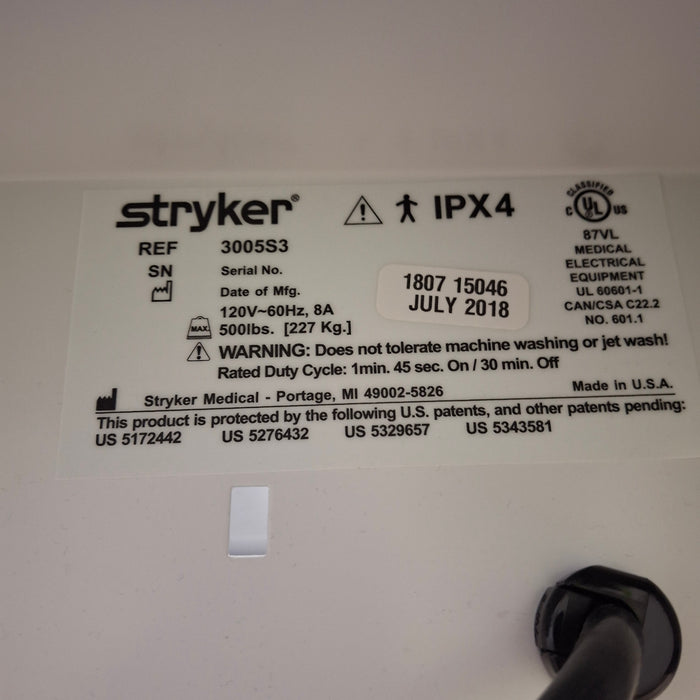 stryker® ⚠ IPX4
CLASSIFIED
C UL US
REF 3005S3
87VL
MEDICAL
ELECTRICAL
EQUIPMENT
UL 60601-1
CAN/CSA C22.2
NO. 601.1
SN Serial No.
Date of Mfg.
1807 15046
JULY 2018
120V~60Hz, 8A
MAX 500lbs. [227 Kg.]
⚠ WARNING: Does not tolerate machine washing or jet wash!
Rated Duty Cycle: 1min. 45 sec. On / 30 min. Off
Stryker Medical - Portage, MI 49002-5826 Made in U.S.A.
This product is protected by the following U.S. patents, and other patents pending:
US 5172442 US 5276432 US 5329657 US 5343581